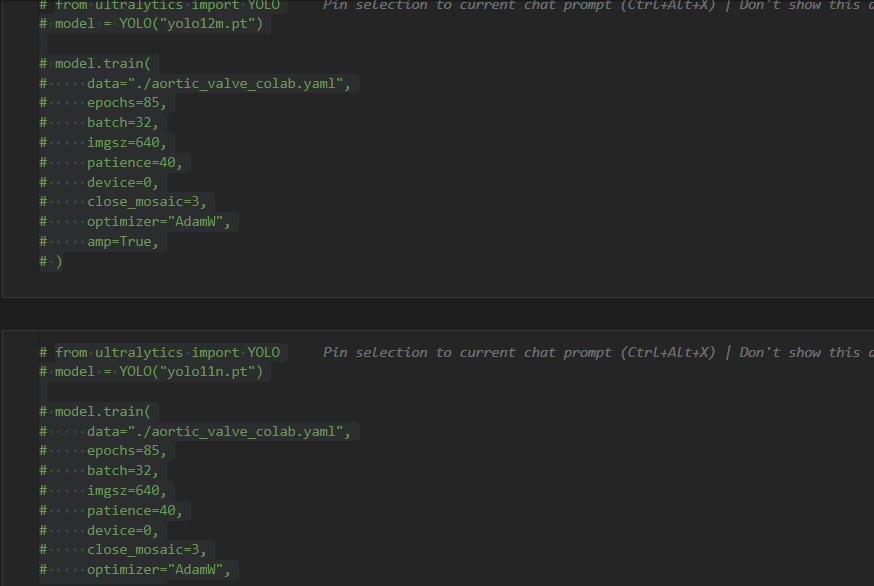 # from ultralytics import YOLO Pin selection to current chat prompt (Ctrl+Alt+X) | Don't show this
# model = YOLO("yolo12m.pt")
# model.train(
#     data="./aortic_valve_colab.yaml",
#     epochs=85,
#     batch=32,
#     imgsz=640,
#     patience=40,
#     device=0,
#     close_mosaic=3,
#     optimizer="AdamW",
#     amp=True,
# )
# from ultralytics import YOLO Pin selection to current chat prompt (Ctrl+Alt+X) | Don't show this
# model = YOLO("yolo11n.pt")
# model.train(
#     data="./aortic_valve_colab.yaml",
#     epochs=85,
#     batch=32,
#     imgsz=640,
#     patience=40,
#     device=0,
#     close_mosaic=3,
#     optimizer="AdamW",